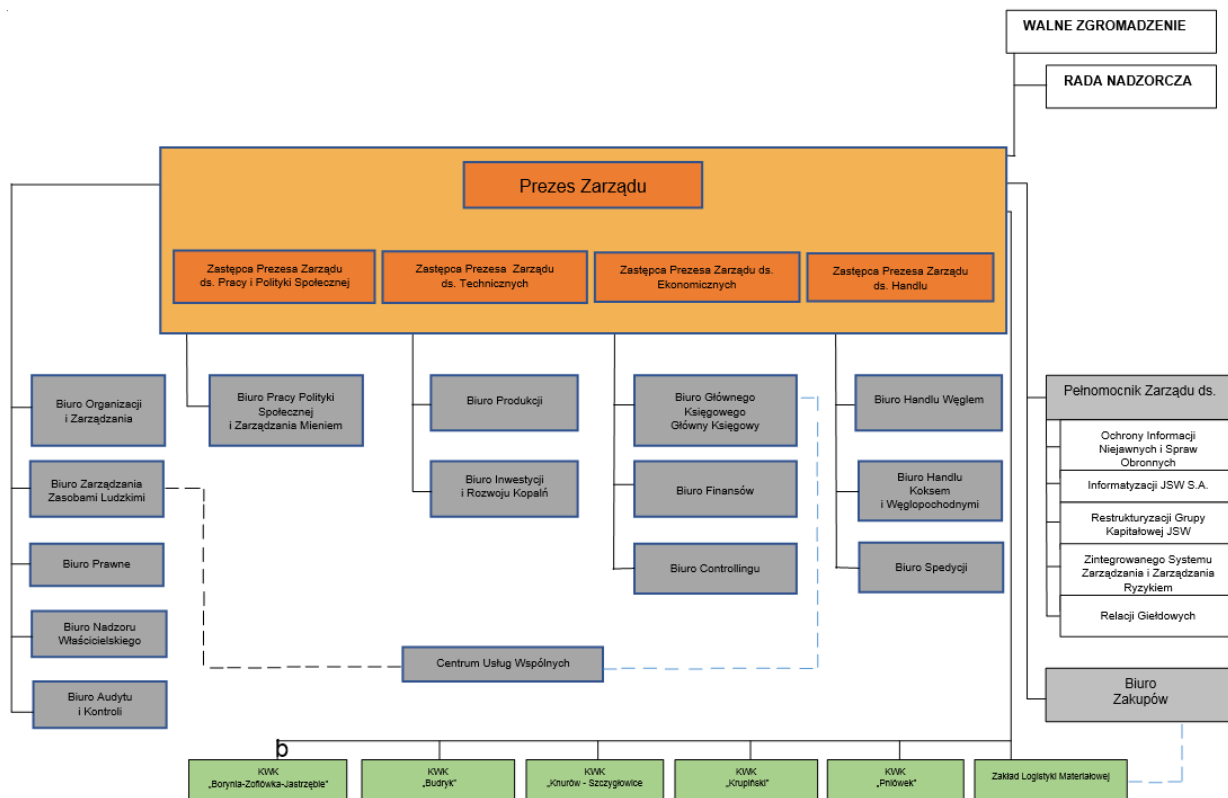 WALNE ZGROMADZENIE
RADA NADZORCZA
Prezes Zarządu
Zastępca Prezesa Zarządu
ds. Pracy i Polityki Społecznej
Zastępca Prezesa Zarządu
ds. Technicznych
Zastępca Prezesa Zarządu ds.
Ekonomicznych
Zastępca Prezesa Zarządu
ds. Handlu
Biuro Organizacji
i Zarządzania
Biuro Zarządzania
Zasobami Ludzkimi
Biuro Prawne
Biuro Nadzoru
Właścicielskiego
Biuro Audytu
i Kontroli
Biuro Pracy Polityki
Społecznej
i Zarządzania Mieniem
Biuro Produkcji
Biuro Inwestycji
i Rozwoju Kopalń
Biuro Głównego
Księgowego
Główny Księgowy
Biuro Finansów
Biuro Controllingu
Biuro Handlu Węglem
Biuro Handlu
Koksem
i Węglopochodnymi
Biuro Spedycji
Centrum Usług Wspólnych
Pełnomocnik Zarządu ds.
Ochrony Informacji
Niejawnych i Spraw
Obronnych
Informatyzacji JSW S.A.
Restrukturyzacji Grupy
Kapitałowej JSW
Zintegrowanego Systemu
Zarządzania i Zarządzania
Ryzykiem
Relacji Giełdowych
Biuro
Zakupów
b
KWK
„Borynia-Zofiówka-Jastrzębie"
KWK
„Budryk"
KWK
„Knurów - Szczygłowice
KWK
„Krupiński"
KWK
„Pniówek"
Zakład Logistyki Materiałowej